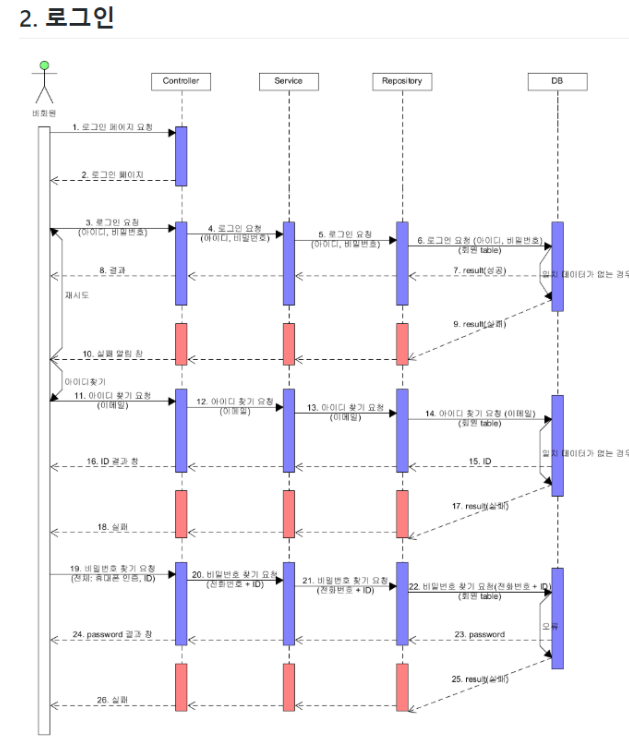 2. 로그인
Controller
Service
Repository
DB
비회원
1. 로그인 페이지 요청
2. 로그인 페이지
3. 로그인 요청
(아이디, 비밀번호)
4. 로그인 요청
(아이디, 비밀번호)
5. 로그인 요청
(아이디, 비밀번호)
6. 로그인 요청 (아이디, 비밀번호)
(회원 table)
7. result(성공)
일치 데이터가 없는 경우
8. 결과
재시도
9. result(실패)
10. 실패 알림 창
아이디찾기
11. 아이디 찾기 요청
(이메일)
12. 아이디 찾기 요청
(이메일)
13. 아이디 찾기 요청
(이메일)
14. 아이디 찾기 요청 (이메일)
(회원 table)
15. ID
일치 데이터가 없는 경우
16. ID 결과 창
17. result(실패)
18. 실패
19. 비밀번호 찾기 요청
(전체: 휴대폰 인증, ID)
20. 비밀번호 찾기 요청
(전화번호 + ID)
21. 비밀번호 찾기 요청
(전화번호 + ID)
22. 비밀번호 찾기 요청(전화번호 + ID)
(회원 table)
오류
23. password
24. password 결과 창
25. result(실패)
26. 실패